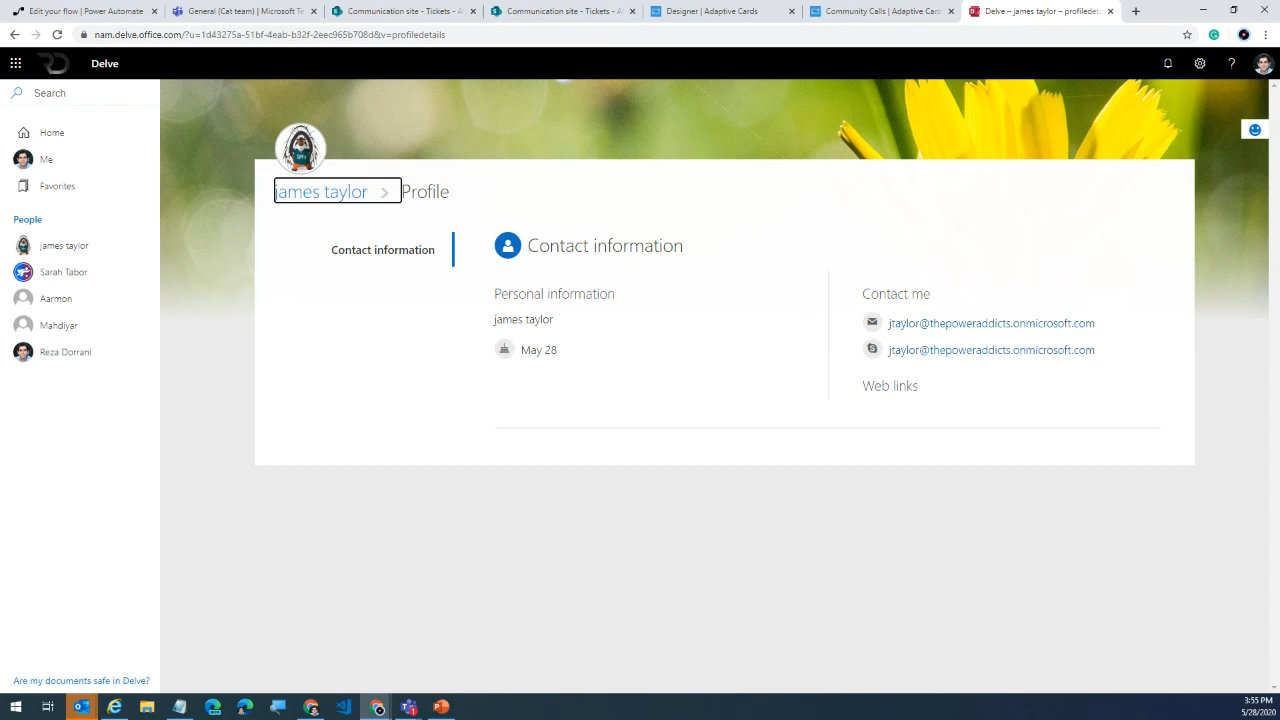 Edit your flow | Power Automate
General (Cat team) | Microsoft Te
Communication site - Tickets - Al
Communication site - Tickets - Al
Designer | Adaptive Cards
Community Calls | Adaptive Card
Delve – james taylor – profiledeta
nam.delve.office.com/?u=1d43275a-51bf-4eab-b32f-2eec965b708d&v=profiledetails
Delve
Search
Home
Me
Favorites
People
james taylor
Sarah Tabor
Aarmon
Mahdiyar
Reza Dorrani
Are my documents safe in Delve?
james taylor > Profile
Contact information
Contact information
Personal information
james taylor
May 28
Contact me
jtaylor@thepoweraddicts.onmicrosoft.com
jtaylor@thepoweraddicts.onmicrosoft.com
Web links
3:55 PM
5/28/2020